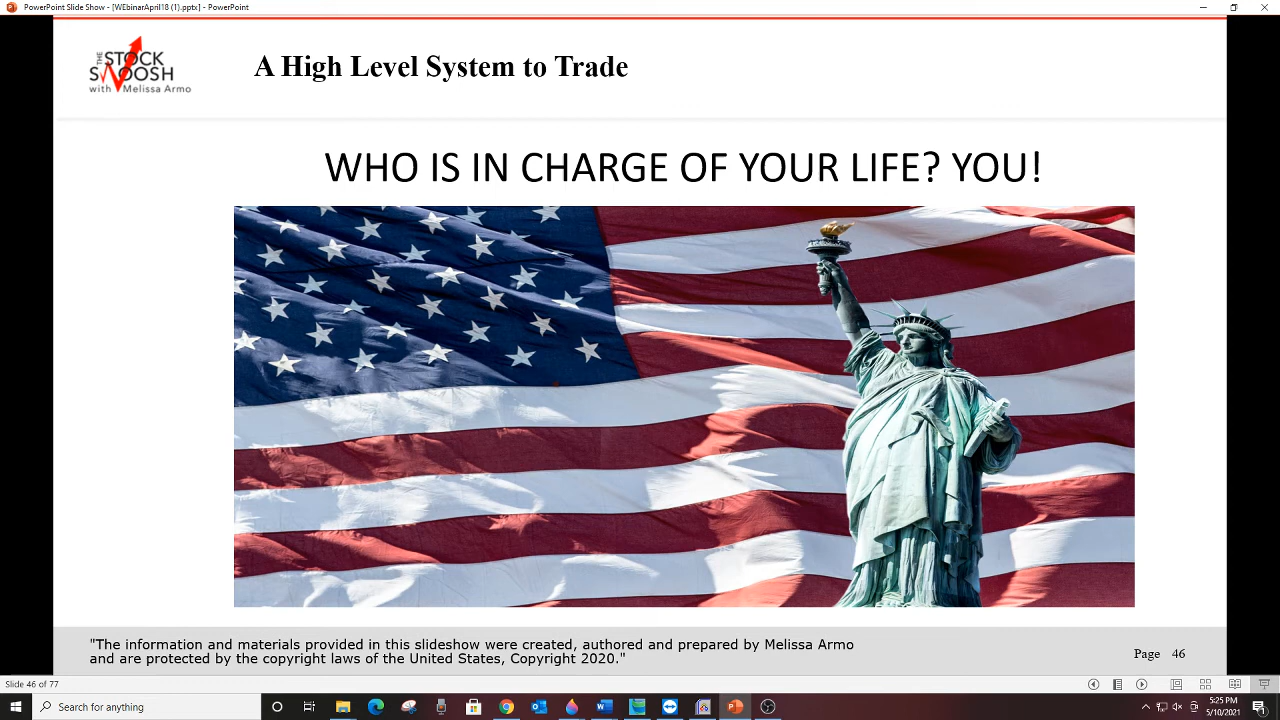 PowerPoint Slide Show - [WEbinarApril18 (1).pptx] - PowerPoint
THE
STOCK
SWOOSH
with Melissa Armo
A High Level System to Trade
WHO IS IN CHARGE OF YOUR LIFE? YOU!
"The information and materials provided in this slideshow were created, authored and prepared by Melissa Armo
and are protected by the copyright laws of the United States, Copyright 2020."
Page 46
Slide 46 of 77
Search for anything
5:25 PM
5/10/2021